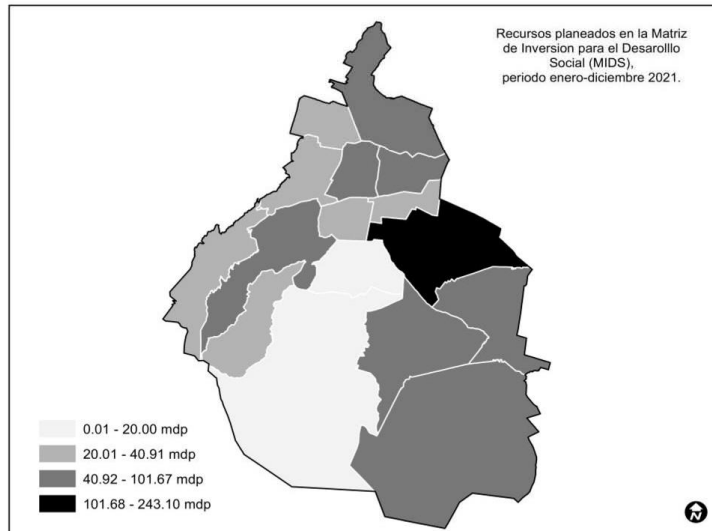 Recursos planeados en la Matriz
de Inversion para el Desarolllo
Social (MIDS),
periodo enero-diciembre 2021.
0.01 - 20.00 mdp
20.01 - 40.91 mdp
40.92 - 101.67 mdp
101.68 - 243.10 mdp
N